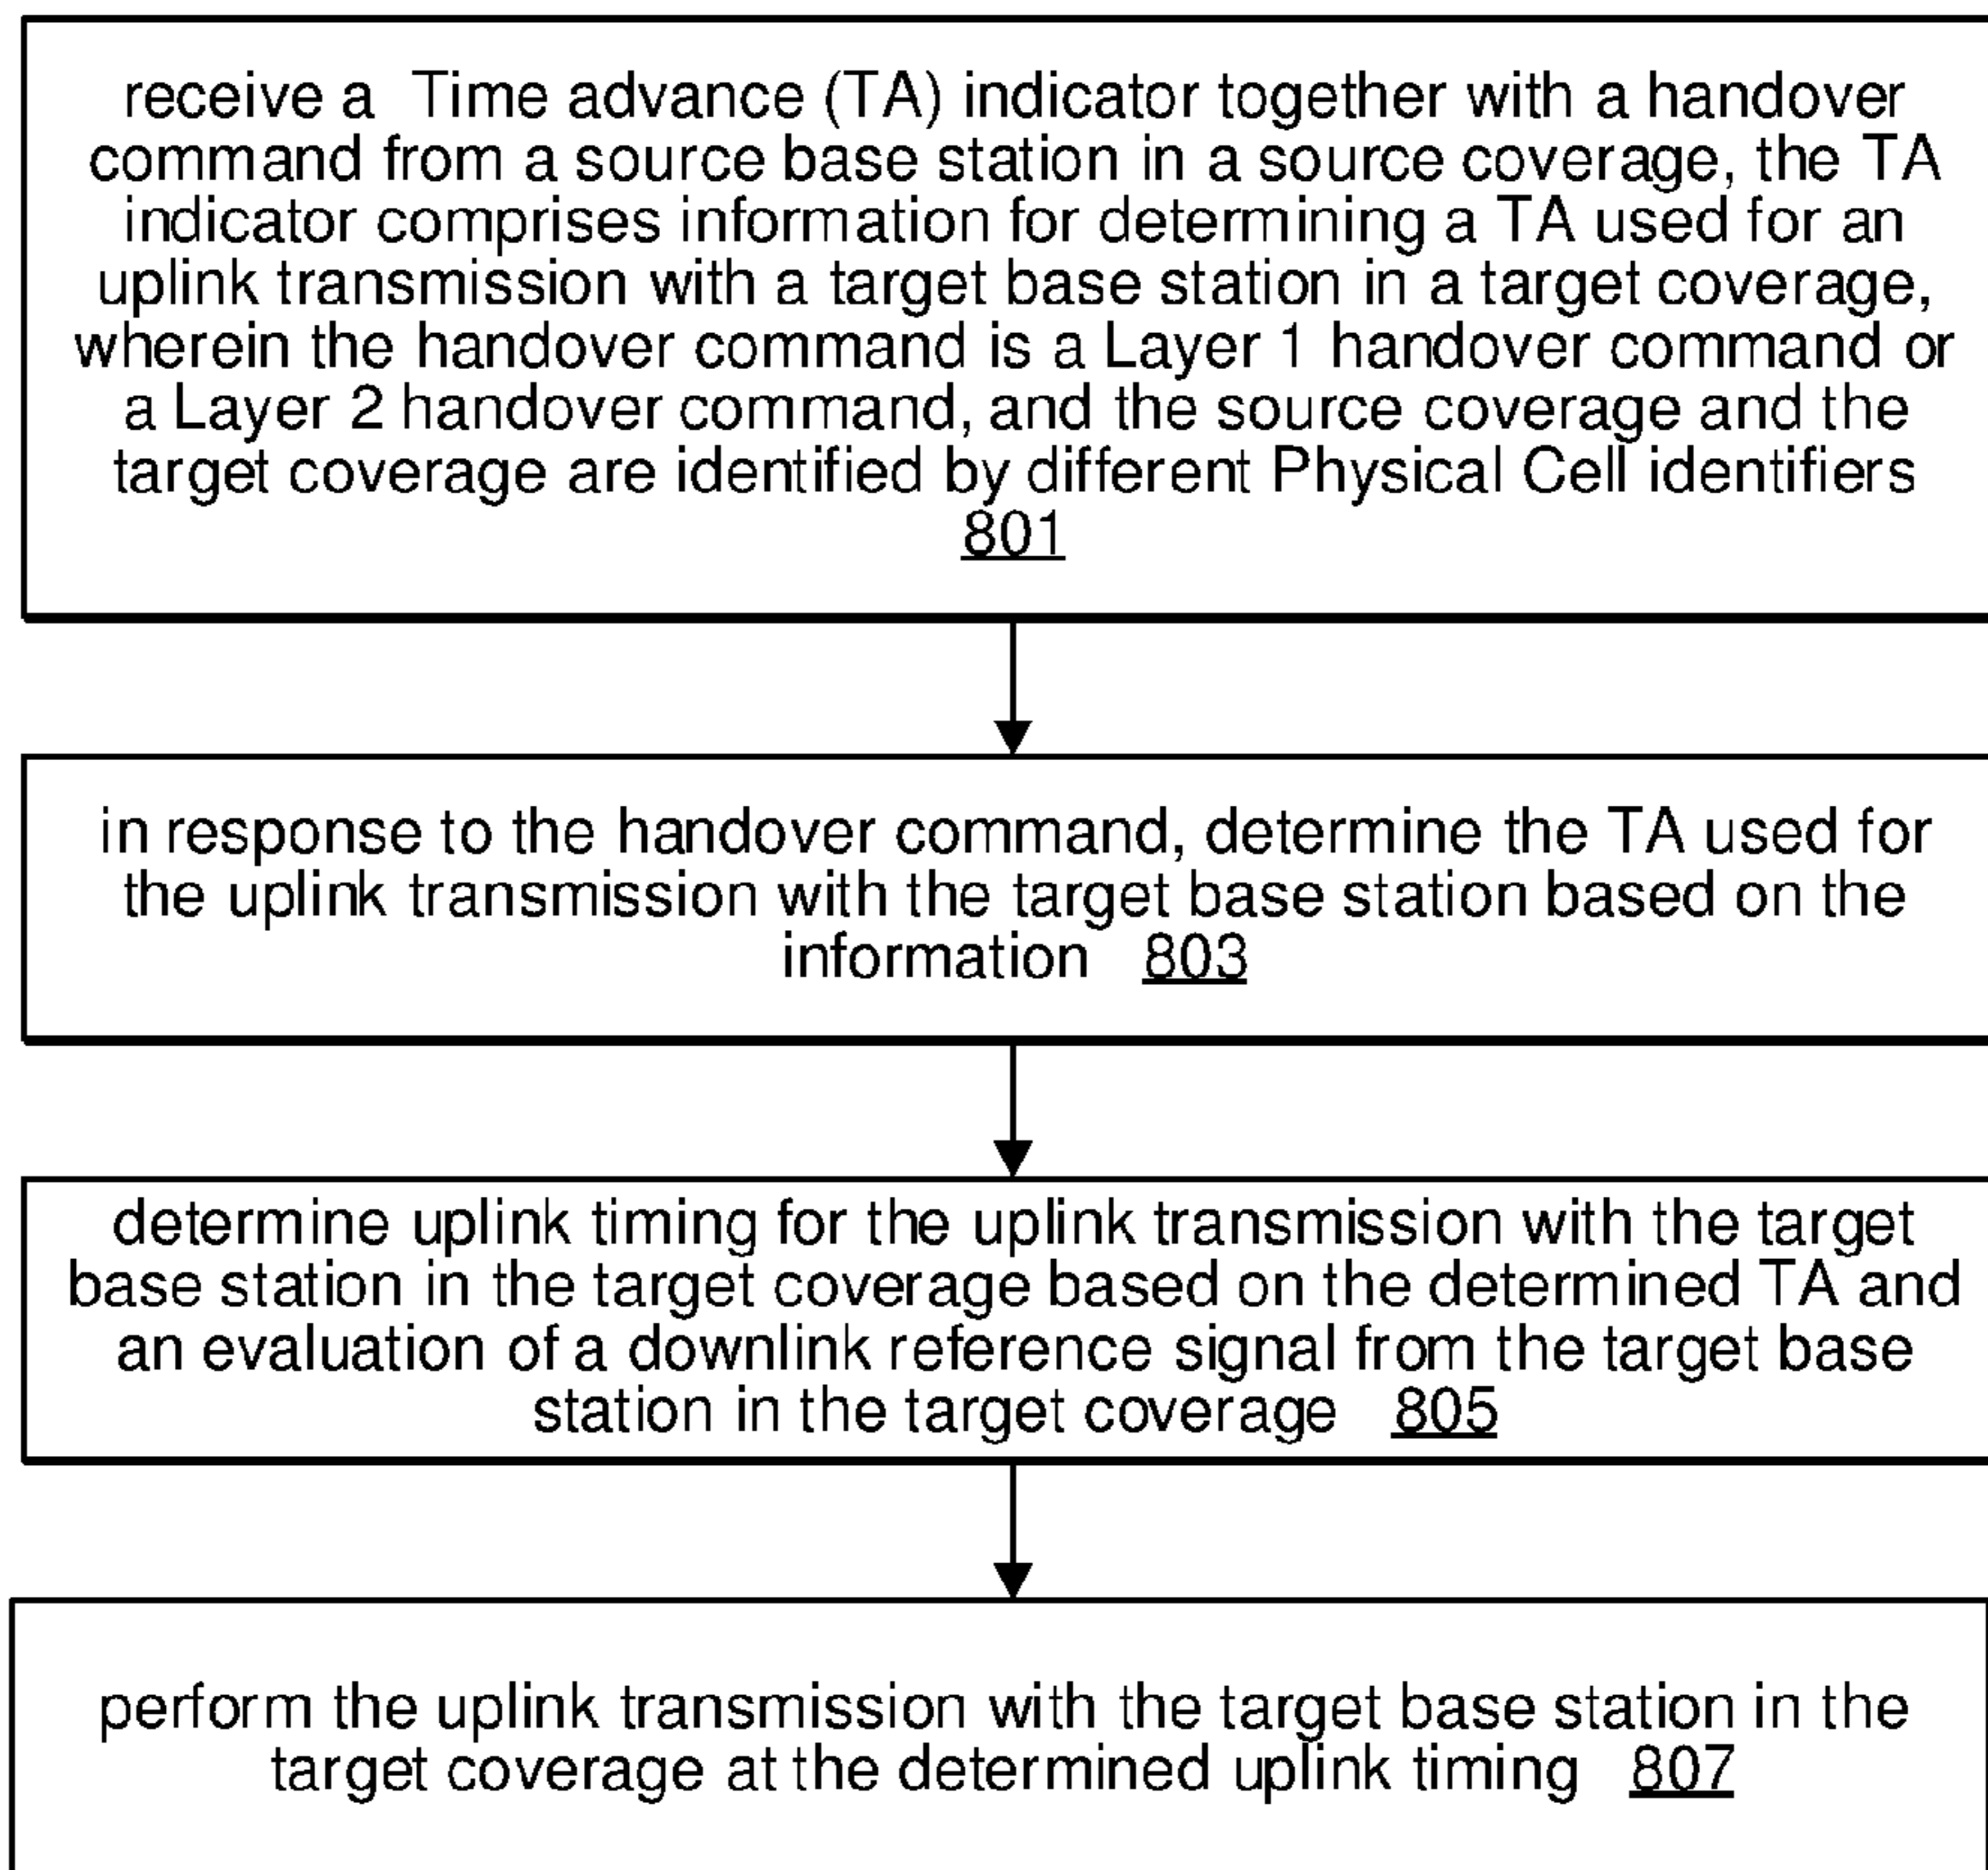 receive a Time advance (TA) indicator together with a handover
command from a source base station in a source coverage, the TA
indicator comprises information for determining a TA used for an
uplink transmission with a target base station in a target coverage,
wherein the handover command is a Layer 1 handover command or
a Layer 2 handover command, and the source coverage and the
target coverage are identified by different Physical Cell identifiers
801
in response to the handover command, determine the TA used for
the uplink transmission with the target base station based on the
information 803
determine uplink timing for the uplink transmission with the target
base station in the target coverage based on the determined TA and
an evaluation of a downlink reference signal from the target base
station in the target coverage 805
perform the uplink transmission with the target base station in the
target coverage at the determined uplink timing 807